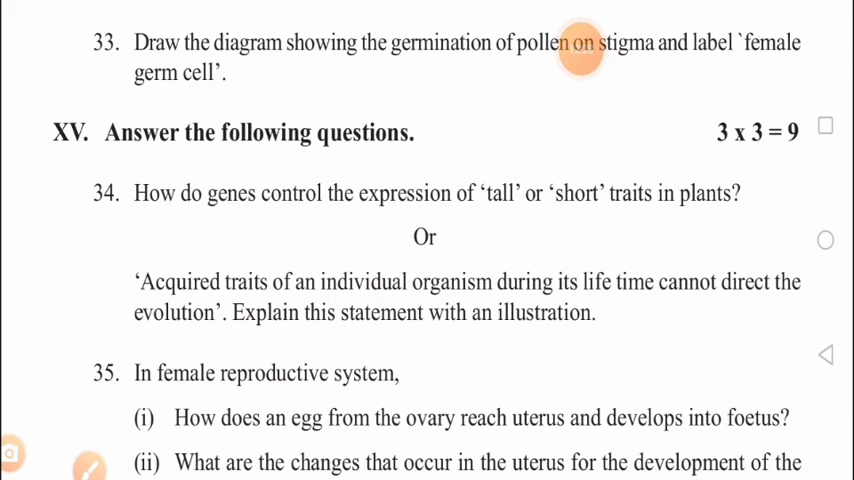 33. Draw the diagram showing the germination of pollen on stigma and label `female
germ cell’.
XV. Answer the following questions. 3 x 3 = 9
34. How do genes control the expression of ‘tall’ or ‘short’ traits in plants?
Or
‘Acquired traits of an individual organism during its life time cannot direct the
evolution’. Explain this statement with an illustration.
35. In female reproductive system,
(i) How does an egg from the ovary reach uterus and develops into foetus?
(ii) What are the changes that occur in the uterus for the development of the